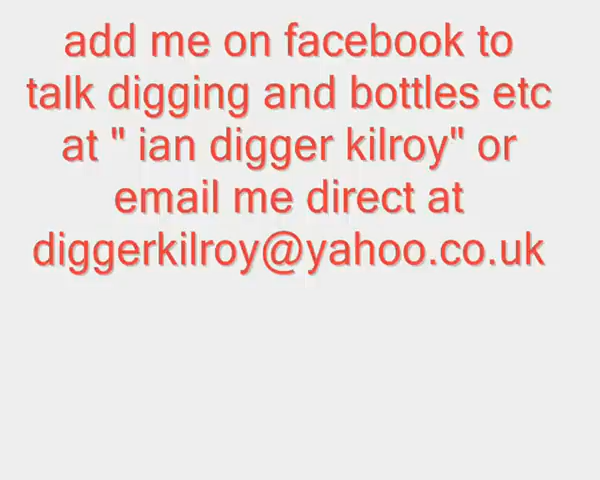 add me on facebook to
talk digging and bottles etc
at " ian digger kilroy" or
email me direct at
diggerkilroy@yahoo.co.uk